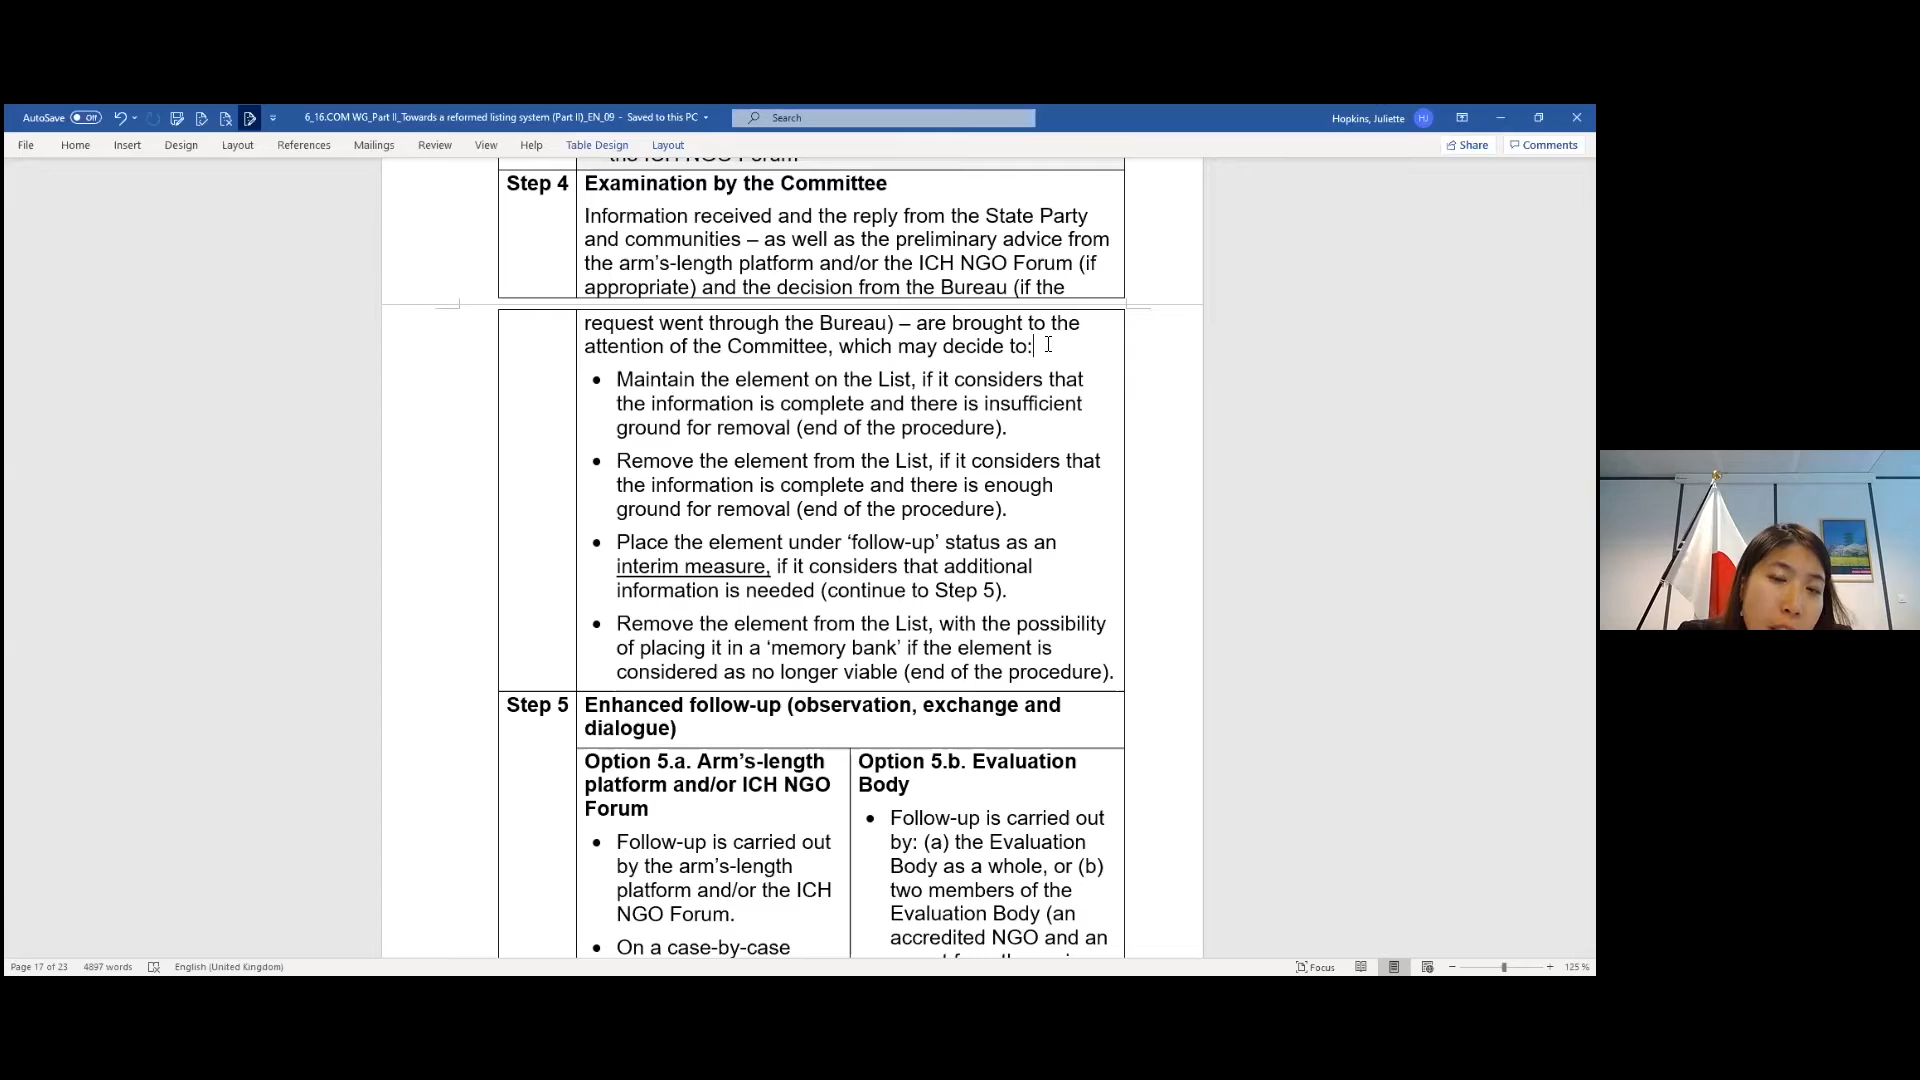 AutoSave Off
6_16.COM WG_Part II_Towards a reformed listing system (Part II)_EN_09 - Saved to this PC
Search
Hopkins, Juliette
HJ
File Home Insert Design Layout References Mailings Review View Help Table Design Layout
Share Comments
the ICH NGO Forum
Step 4 Examination by the Committee
Information received and the reply from the State Party
and communities – as well as the preliminary advice from
the arm’s-length platform and/or the ICH NGO Forum (if
appropriate) and the decision from the Bureau (if the
request went through the Bureau) – are brought to the
attention of the Committee, which may decide to:
• Maintain the element on the List, if it considers that
the information is complete and there is insufficient
ground for removal (end of the procedure).
• Remove the element from the List, if it considers that
the information is complete and there is enough
ground for removal (end of the procedure).
• Place the element under ‘follow-up’ status as an
interim measure, if it considers that additional
information is needed (continue to Step 5).
• Remove the element from the List, with the possibility
of placing it in a ‘memory bank’ if the element is
considered as no longer viable (end of the procedure).
Step 5 Enhanced follow-up (observation, exchange and
dialogue)
Option 5.a. Arm’s-length
platform and/or ICH NGO
Forum
• Follow-up is carried out
by the arm’s-length
platform and/or the ICH
NGO Forum.
• On a case-by-case
Option 5.b. Evaluation
Body
• Follow-up is carried out
by: (a) the Evaluation
Body as a whole, or (b)
two members of the
Evaluation Body (an
accredited NGO and an
Page 17 of 23 4897 words English (United Kingdom)
Focus 125 %